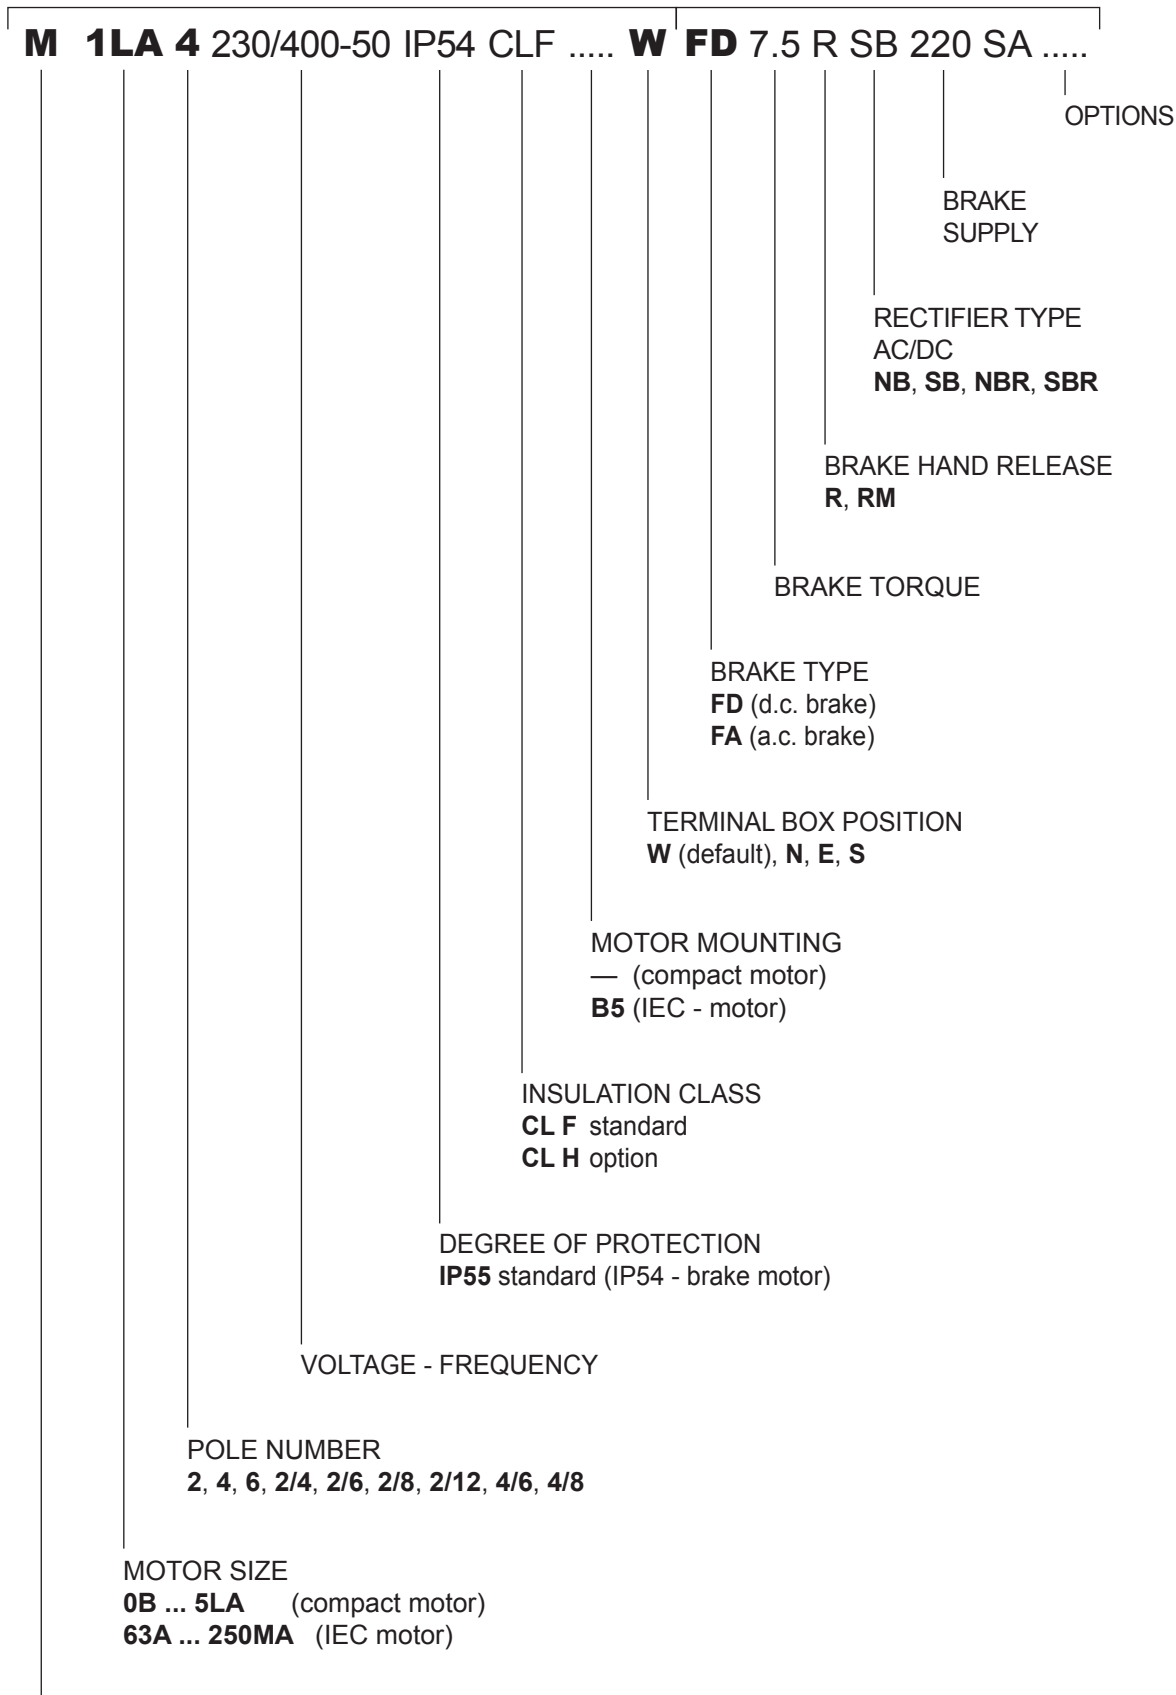 M 1LA 4 230/400-50 IP54 CLF ..... W FD 7.5 R SB 220 SA .....
OPTIONS
BRAKE
SUPPLY
RECTIFIER TYPE
AC/DC
NB, SB, NBR, SBR
BRAKE HAND RELEASE
R, RM
BRAKE TORQUE
BRAKE TYPE
FD (d.c. brake)
FA (a.c. brake)
TERMINAL BOX POSITION
W (default), N, E, S
MOTOR MOUNTING
— (compact motor)
B5 (IEC - motor)
INSULATION CLASS
CL F standard
CL H option
DEGREE OF PROTECTION
IP55 standard (IP54 - brake motor)
VOLTAGE - FREQUENCY
POLE NUMBER
2, 4, 6, 2/4, 2/6, 2/8, 2/12, 4/6, 4/8
MOTOR SIZE
0B ... 5LA (compact motor)
63A ... 250MA (IEC motor)